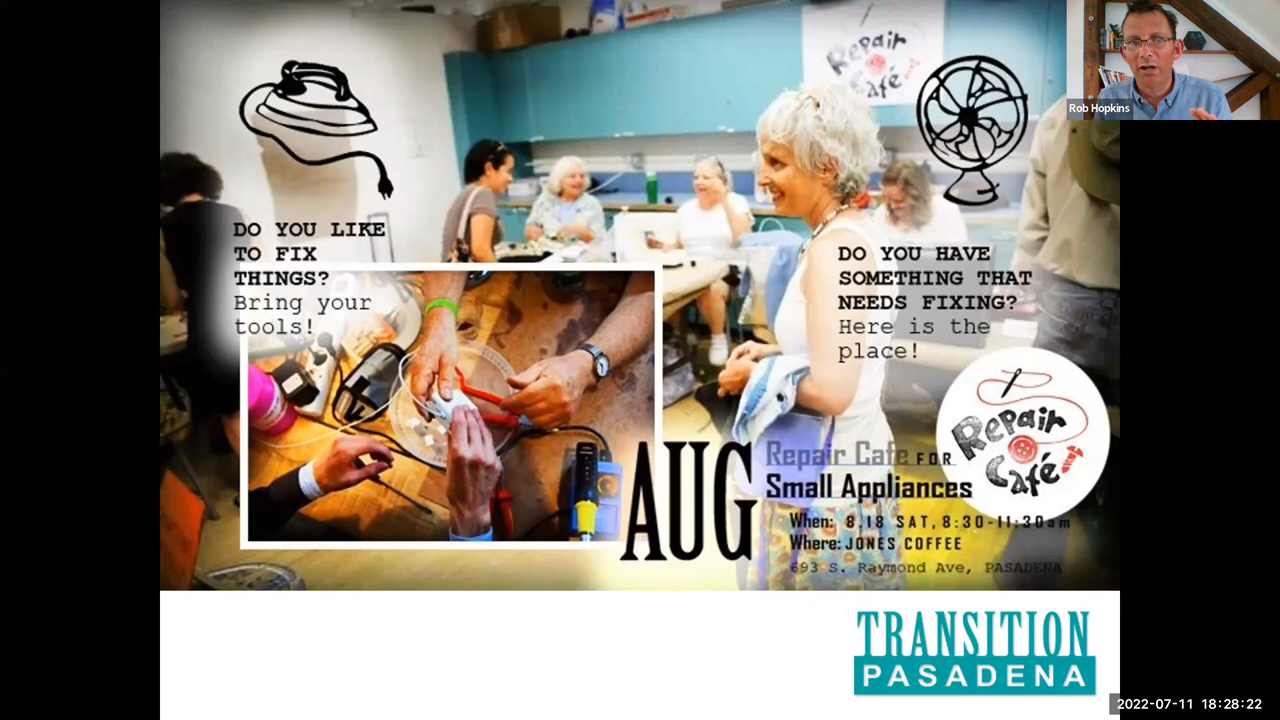 Repair
Café
Rob Hopkins
DO YOU LIKE
TO FIX
THINGS?
Bring your
tools!
DO YOU HAVE
SOMETHING THAT
NEEDS FIXING?
Here is the
place!
Repair
Café
AUG
Repair Cafe FOR
Small Appliances
When: 8.18 SAT, 8:30-11:30am
Where: JONES COFFEE
693 S. Raymond Ave, PASADENA
TRANSITION
PASADENA
2022-07-11 18:28:22